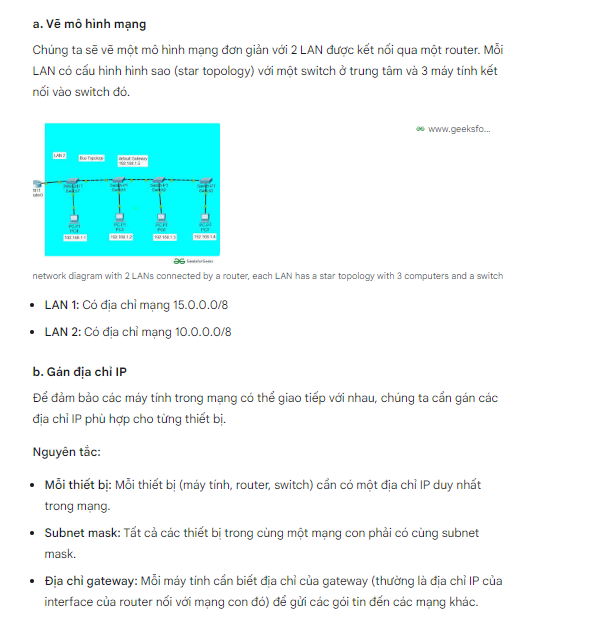 a. Vẽ mô hình mạng
Chúng ta sẽ vẽ một mô hình mạng đơn giản với 2 LAN được kết nối qua một router. Mỗi
LAN có cấu hình hình sao (star topology) với một switch ở trung tâm và 3 máy tính kết
nối vào switch đó.
www.geeksfo...
LAN 2
Bus Topology
Default Gateway
192.168.1.1
192.168.1.2
192.168.1.3
192.168.1.4
GeeksforGeeks
network diagram with 2 LANs connected by a router, each LAN has a star topology with 3 computers and a switch
• LAN 1: Có địa chỉ mạng 15.0.0.0/8
• LAN 2: Có địa chỉ mạng 10.0.0.0/8
b. Gán địa chỉ IP
Để đảm bảo các máy tính trong mạng có thể giao tiếp với nhau, chúng ta cần gán các
địa chỉ IP phù hợp cho từng thiết bị.
Nguyên tắc:
• Mỗi thiết bị: Mỗi thiết bị (máy tính, router, switch) cần có một địa chỉ IP duy nhất
trong mạng.
• Subnet mask: Tất cả các thiết bị trong cùng một mạng con phải có cùng subnet
mask.
• Địa chỉ gateway: Mỗi máy tính cần biết địa chỉ của gateway (thường là địa chỉ IP của
interface của router nối với mạng con đó) để gửi các gói tin đến các mạng khác.